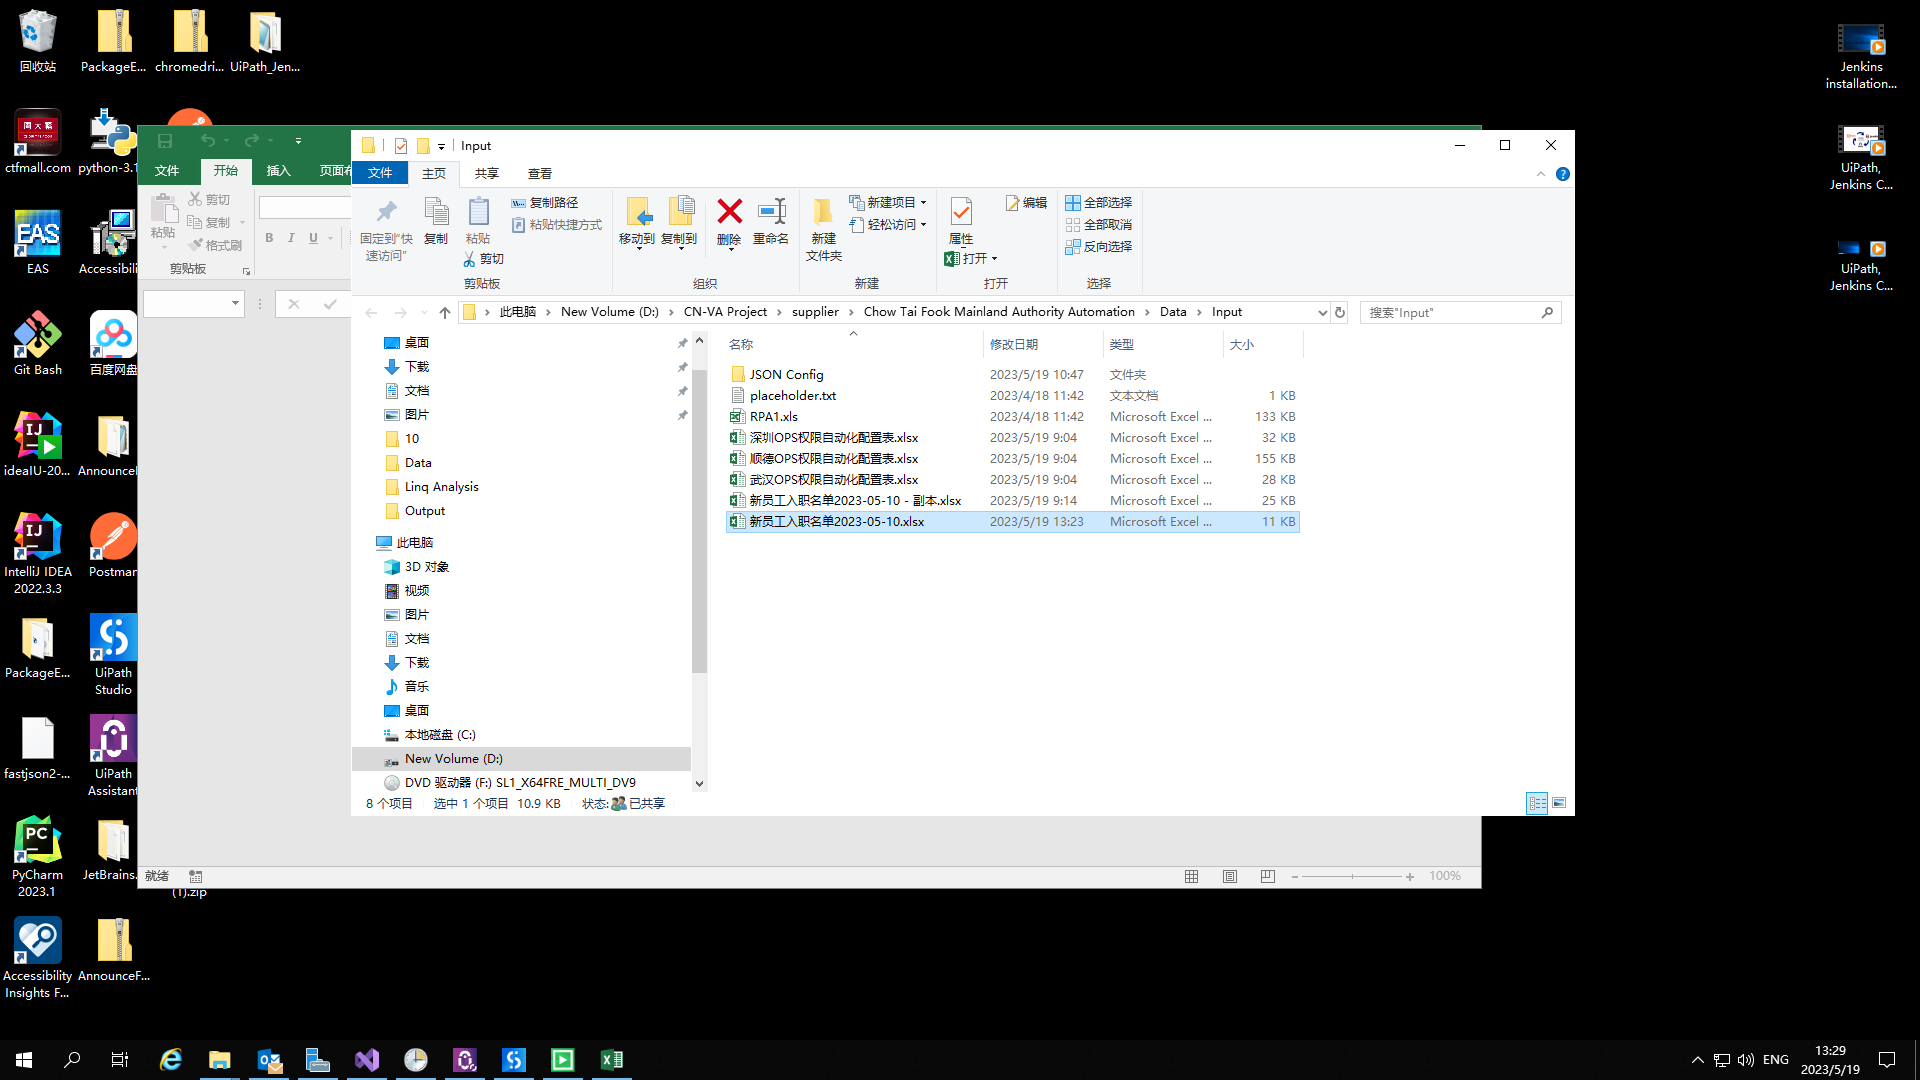 回收站
PackageE...
chromedri...
UiPath_Jen...
ctfmall.com
python-3.1
EAS
Accessibili
Git Bash
百度网盘
ideaIU-20...
AnnounceI
IntelliJ IDEA
2022.3.3
Postman
PackageE...
UiPath
Studio
fastjson2-...
UiPath
Assistant
PyCharm
2023.1
JetBrains.
(1).zip
Accessibility
Insights F...
AnnounceF...
Jenkins
installation...
UiPath,
Jenkins C...
UiPath,
Jenkins C...
文件
开始
插入
页面布
粘贴
剪切
复制
格式刷
剪贴板
B I U
就绪
100%
Input
文件
主页
共享
查看
固定到"快
速访问"
复制
粘贴
复制路径
粘贴快捷方式
剪切
剪贴板
移动到
复制到
删除
重命名
组织
新建
文件夹
新建项目
轻松访问
新建
属性
打开
编辑
打开
全部选择
全部取消
反向选择
选择
此电脑 New Volume (D:) CN-VA Project supplier Chow Tai Fook Mainland Authority Automation Data Input
搜索"Input"
桌面
下载
文档
图片
10
Data
Linq Analysis
Output
此电脑
3D 对象
视频
图片
文档
下载
音乐
桌面
本地磁盘 (C:)
New Volume (D:)
DVD 驱动器 (F:) SL1_X64FRE_MULTI_DV9
名称 修改日期 类型 大小
JSON Config 2023/5/19 10:47 文件夹
placeholder.txt 2023/4/18 11:42 文本文档 1 KB
RPA1.xls 2023/4/18 11:42 Microsoft Excel ... 133 KB
深圳OPS权限自动化配置表.xlsx 2023/5/19 9:04 Microsoft Excel ... 32 KB
顺德OPS权限自动化配置表.xlsx 2023/5/19 9:04 Microsoft Excel ... 155 KB
武汉OPS权限自动化配置表.xlsx 2023/5/19 9:04 Microsoft Excel ... 28 KB
新员工入职名单2023-05-10 - 副本.xlsx 2023/5/19 9:14 Microsoft Excel ... 25 KB
新员工入职名单2023-05-10.xlsx 2023/5/19 13:23 Microsoft Excel ... 11 KB
8 个项目 选中 1 个项目 10.9 KB 状态: 已共享
ENG
13:29
2023/5/19